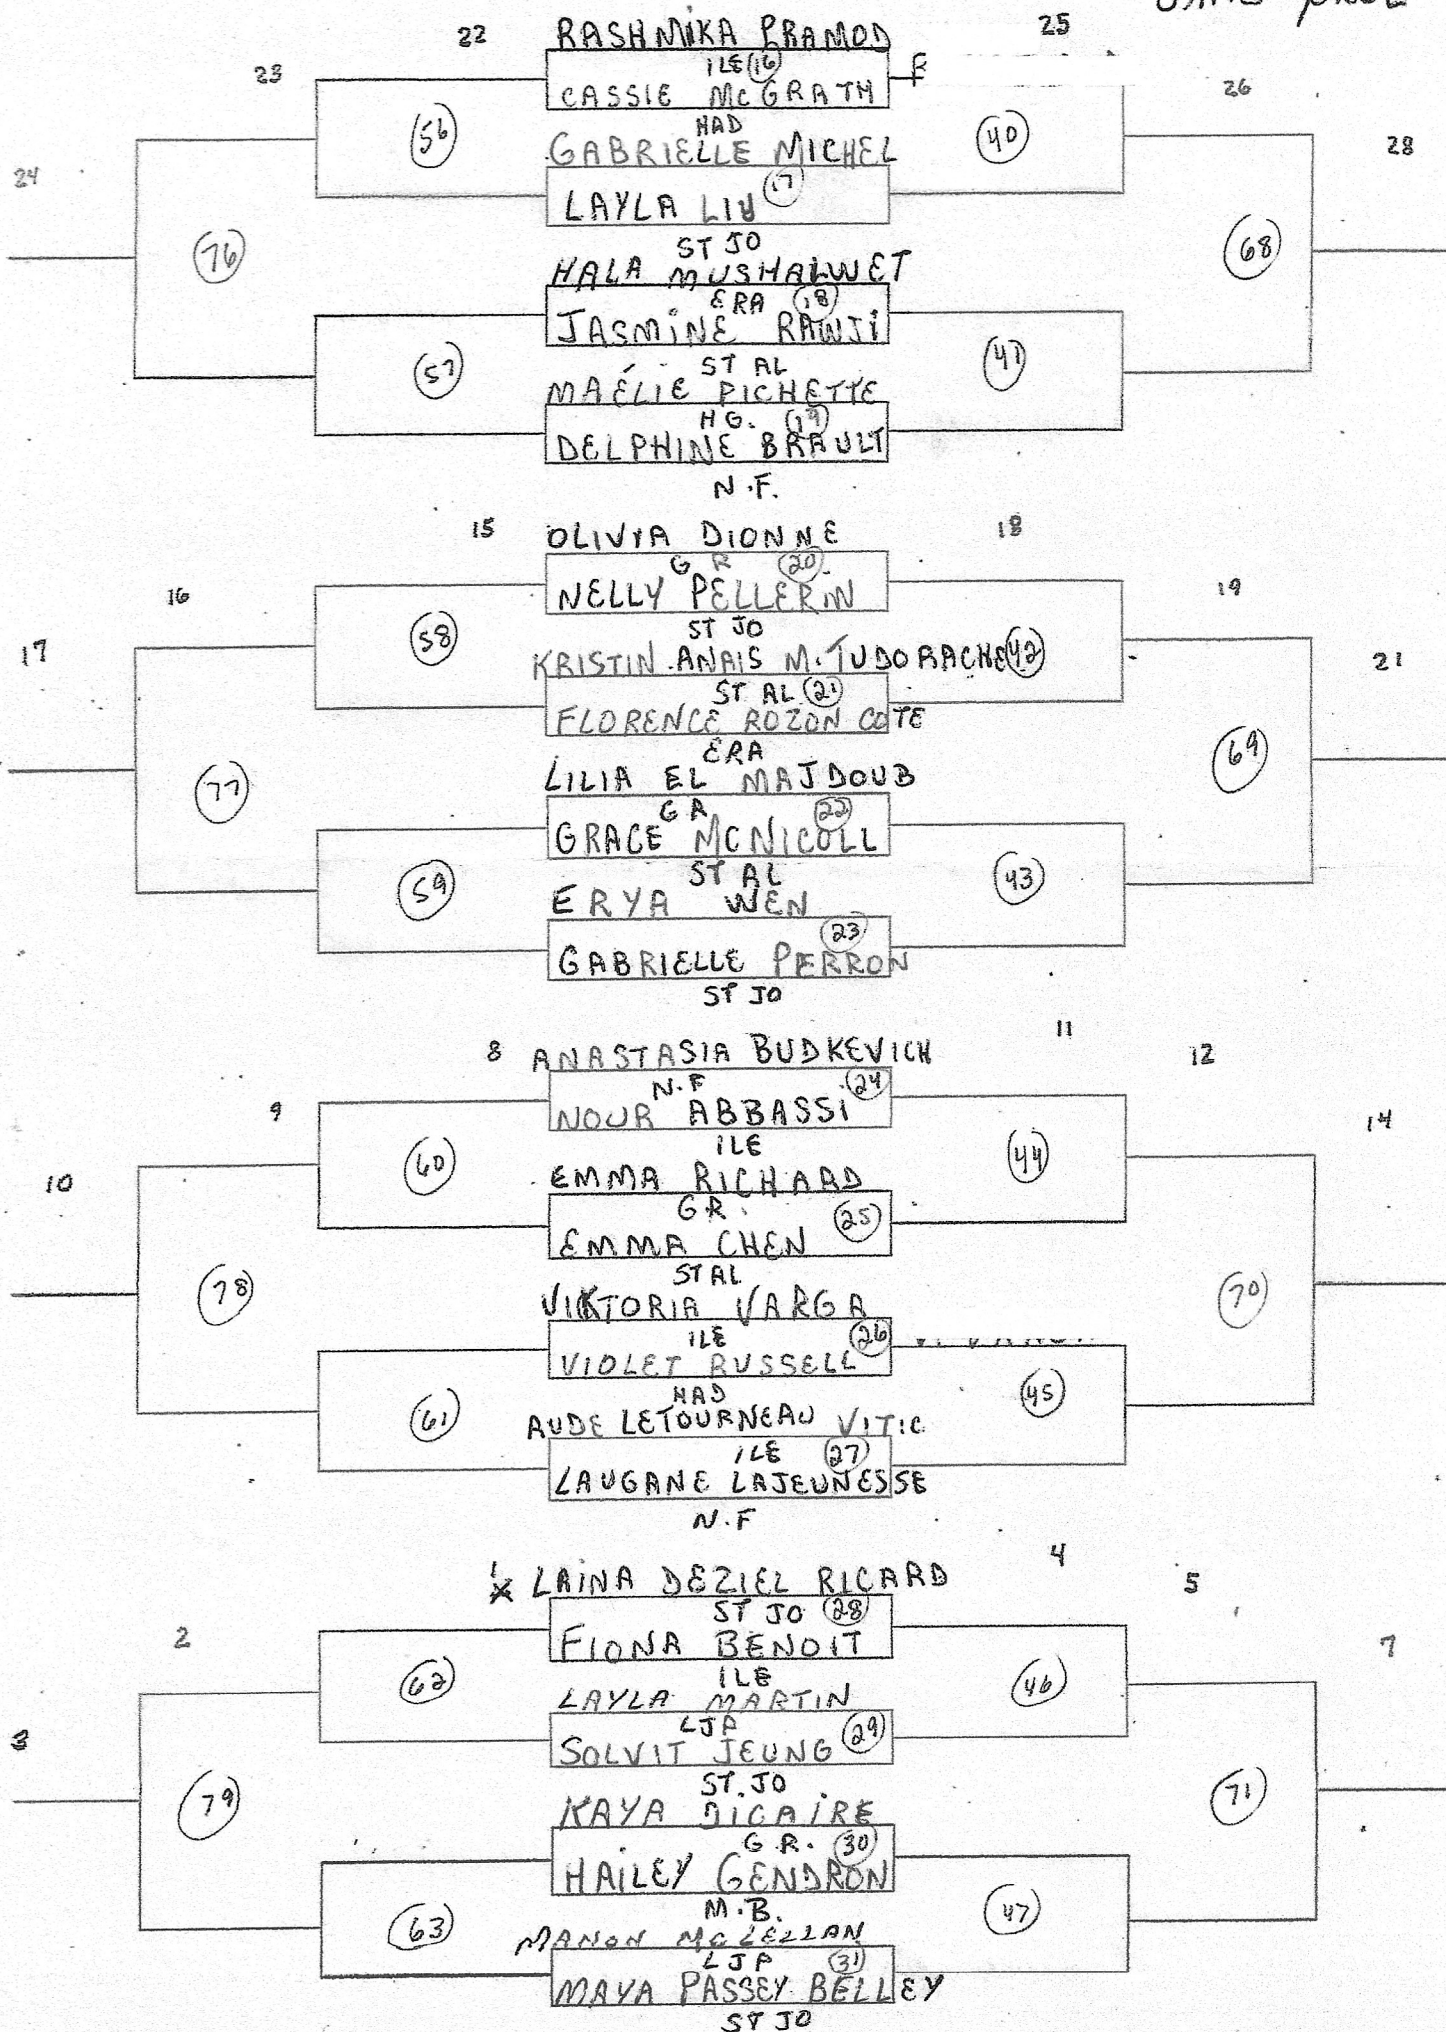 22 RASHMIKA PRAMOD 25
23 ILE (16)
CASSIE McGRATH 26
HAD
(56) GABRIELLE MICHEL (40) 28
24 LAYLA LIU (17)
ST JO
(76) HALA MUSHALWET (68)
ERA (18)
JASMINE RAWJI
ST AL
(57) MAÉLIE PICHETTE (41)
H G. (19)
DELPHINE BRAULT
N.F.
15 OLIVIA DIONNE 18
G R (20)
16 NELLY PELLERIN 19
ST JO
17 (58) KRISTIN ANAIS M. TUDORACHE (42) 21
ST AL (21)
FLORENCE ROZON COTE
ERA
(77) LILIA EL MAJDOUB (69)
G R (22)
GRACE MCNICOLL
ST AL
(59) ERYA WEN (43)
(23)
GABRIELLE PERRON
ST JO
8 ANASTASIA BUDKEVICH 11 12
N.F (24)
9 NOUR ABBASSI 14
ILE
10 (60) EMMA RICHARD (44)
G R. (25)
EMMA CHEN
ST AL
(78) VIKTORIA VARGA (70)
ILE (26)
VIOLET RUSSELL
HAD
(61) AUDE LETOURNEAU VITIC (45)
ILE (27)
LAUGANE LAJEUNESSE
N.F
1 LAINA DEZIEL RICARD 4 5
ST JO (28)
2 FIONA BENOIT 7
ILE
(62) LAYLA MARTIN (46)
LJP (29)
3 SOLVIT JEUNG
ST. JO
(79) KAYA DICAIRE (71)
G.R. (30)
HAILEY GENDRON
M.B.
(63) MANON MCLELLAN (47)
LJP (31)
MAYA PASSEY BELLEY
ST JO